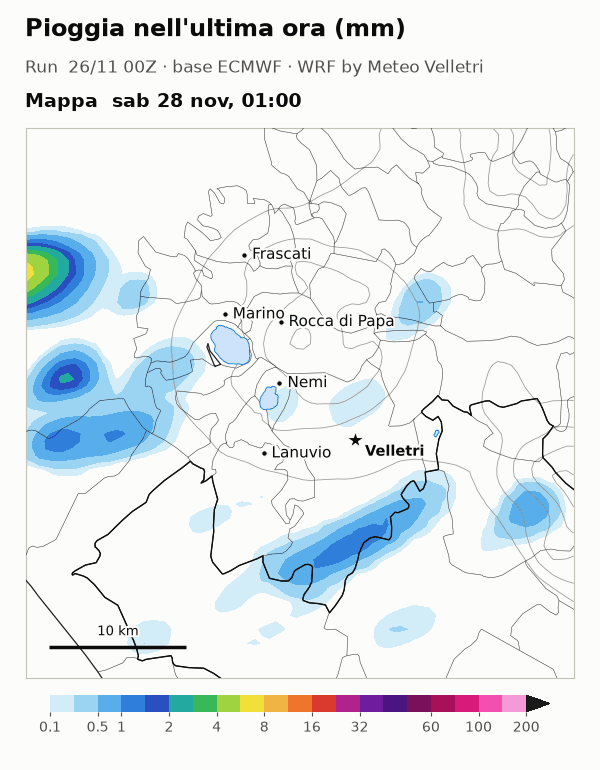 Pioggia nell'ultima ora (mm)
Run  26/11 00Z · base ECMWF · WRF by Meteo Velletri
Mappa  sab 28 nov, 01:00
Frascati
Marino
Rocca di Papa
Nemi
Velletri
Lanuvio
10 km
0.1 0.5 1 2 4 8 16 32 60 100 200